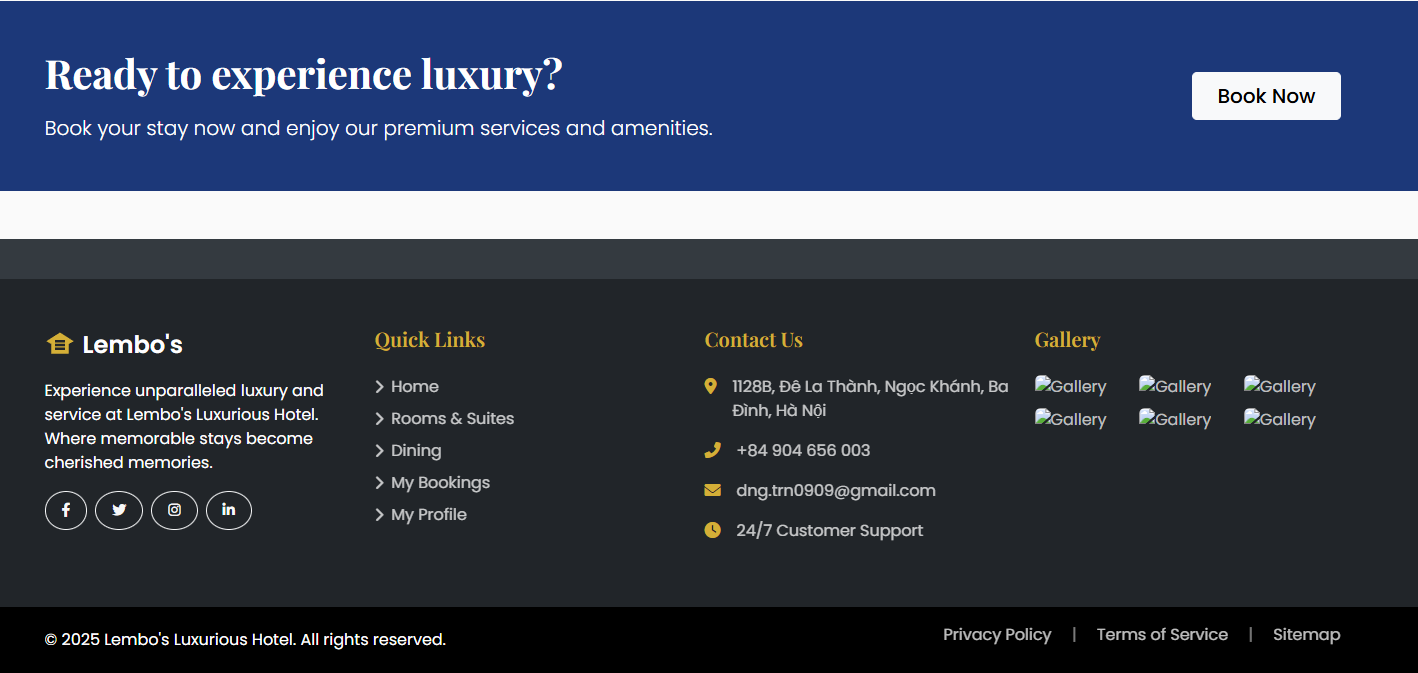 Ready to experience luxury?
Book your stay now and enjoy our premium services and amenities.
Book Now
Lembo's
Experience unparalleled luxury and
service at Lembo's Luxurious Hotel.
Where memorable stays become
cherished memories.
Quick Links
Home
Rooms & Suites
Dining
My Bookings
My Profile
Contact Us
1128B, Đê La Thành, Ngọc Khánh, Ba
Đình, Hà Nội
+84 904 656 003
dng.trn0909@gmail.com
24/7 Customer Support
Gallery
Gallery Gallery Gallery
Gallery Gallery Gallery
© 2025 Lembo's Luxurious Hotel. All rights reserved.
Privacy Policy | Terms of Service | Sitemap